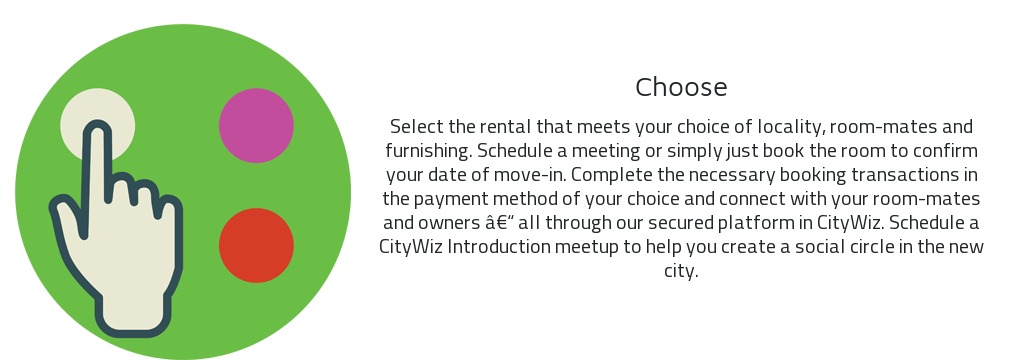 Choose
Select the rental that meets your choice of locality, room-mates and
furnishing. Schedule a meeting or simply just book the room to confirm
your date of move-in. Complete the necessary booking transactions in
the payment method of your choice and connect with your room-mates
and owners â€“ all through our secured platform in CityWiz. Schedule a
CityWiz Introduction meetup to help you create a social circle in the new
city.